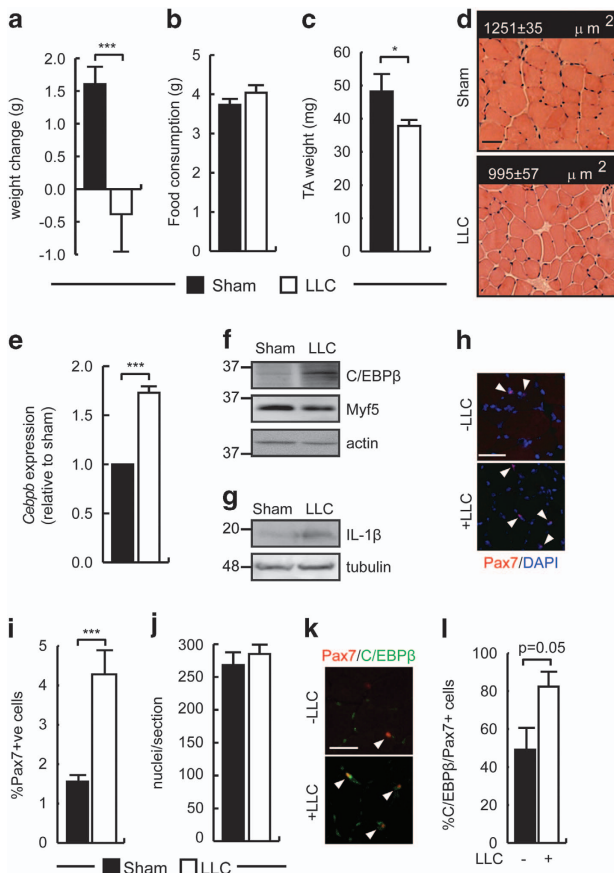 a
***
weight change (g)
2.0
1.5
1.0
0.5
0.0
-0.5
-1.0
b
Food consumption (g)
5
4
3
2
1
0
c
*
TA weight (mg)
60
50
40
30
20
10
0
d
1251±35 μm 2
Sham
995±57 μm 2
LLC
Sham LLC
e
***
Cebpb expression
(relative to sham)
2.0
1.5
1.0
0.5
0.0
f
Sham LLC
37
C/EBPβ
37
Myf5
37
actin
g
Sham LLC
20
IL-1β
48
tubulin
h
-LLC
+LLC
Pax7/DAPI
i
***
%Pax7+ve cells
5
4
3
2
1
0
j
nuclei/section
300
250
200
150
100
50
0
Sham LLC
k
Pax7/C/EBPβ
-LLC
+LLC
l
p=0.05
%C/EBPβ/Pax7+ cells
100
80
60
40
20
0
LLC - +